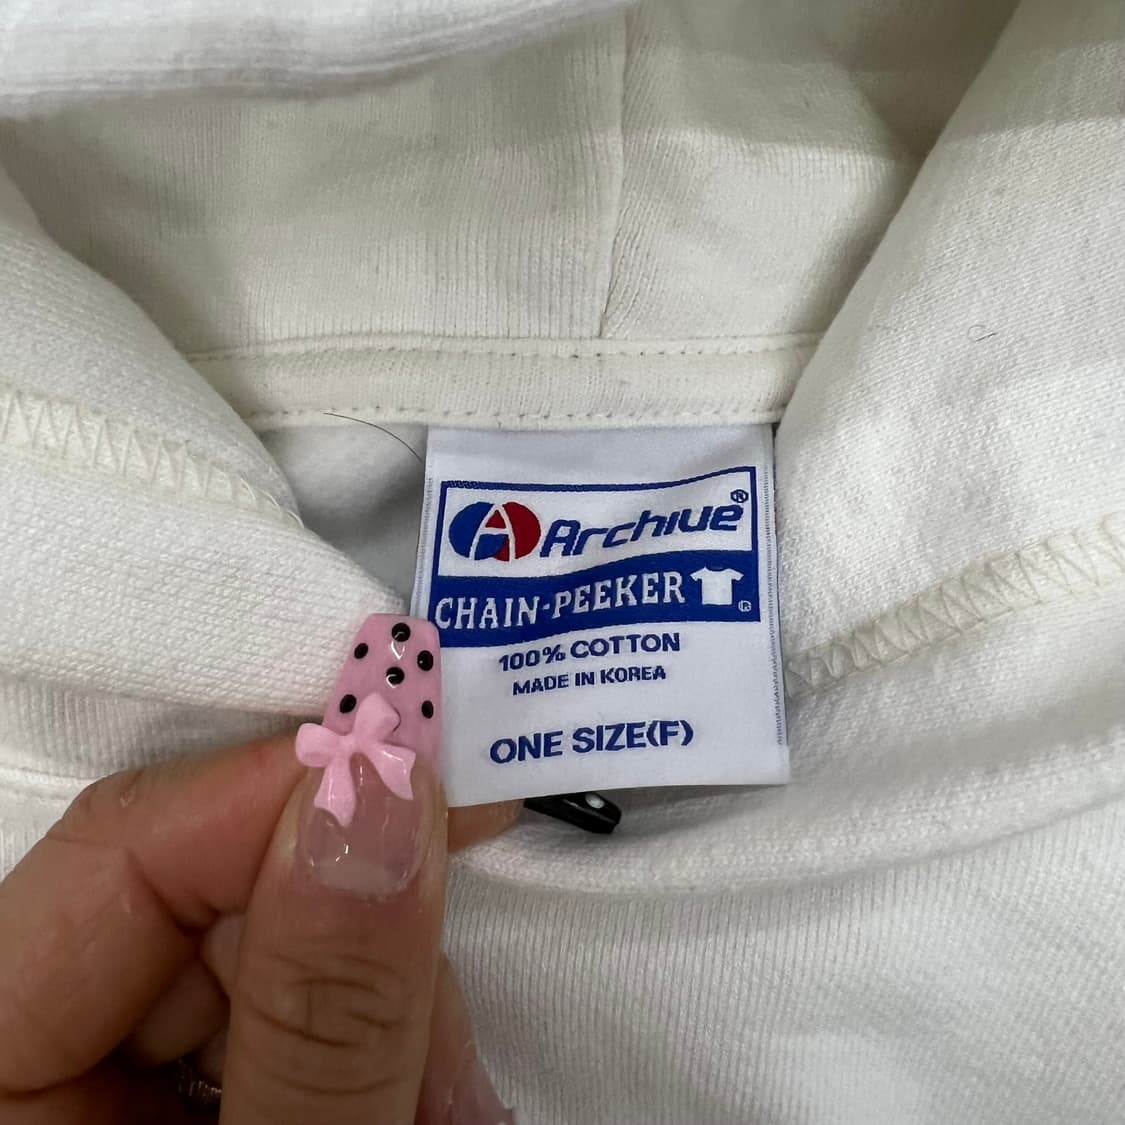 Archive®
CHAIN-PEEKER ®
100% COTTON
MADE IN KOREA
ONE SIZE(F)